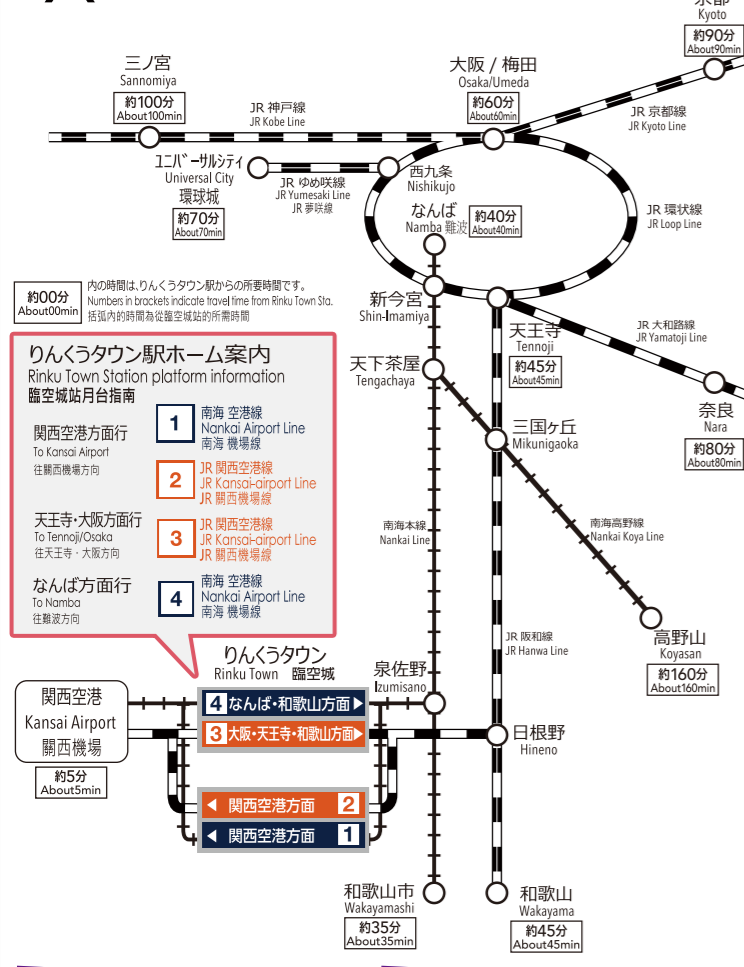 Kyoto
約90分
About90min
三ノ宮
Sannomiya
約100分
About100min
大阪 / 梅田
Osaka/Umeda
約60分
About60min
JR 神戸線
JR Kobe Line
JR 京都線
JR Kyoto Line
ユニバーサルシティ
Universal City
環球城
約70分
About70min
JR ゆめ咲線
JR Yumesaki Line
JR 夢咲線
西九条
Nishikujo
なんば
Namba 難波
約40分
About40min
JR 環状線
JR Loop Line
約00分
About00min
内の時間は、りんくうタウン駅からの所要時間です。
Numbers in brackets indicate travel time from Rinku Town Sta.
括弧內的時間為從臨空城站的所需時間
新今宮
Shin-Imamiya
天王寺
Tennoji
約45分
About45min
JR 大和路線
JR Yamatoji Line
天下茶屋
Tengachaya
奈良
Nara
約80分
About80min
三国ヶ丘
Mikunigaoka
りんくうタウン駅ホーム案内
Rinku Town Station platform information
臨空城站月台指南
関西空港方面行
To Kansai Airport
往關西機場方向
1
南海 空港線
Nankai Airport Line
南海 機場線
2
JR 関西空港線
JR Kansai-airport Line
JR 關西機場線
天王寺・大阪方面行
To Tennoji/Osaka
往天王寺・大阪方向
3
JR 関西空港線
JR Kansai-airport Line
JR 關西機場線
なんば方面行
To Namba
往難波方向
4
南海 空港線
Nankai Airport Line
南海 機場線
南海本線
Nankai Line
南海高野線
Nankai Koya Line
JR 阪和線
JR Hanwa Line
高野山
Koyasan
約160分
About160min
りんくうタウン
Rinku Town 臨空城
泉佐野
Izumisano
関西空港
Kansai Airport
關西機場
約5分
About5min
4 なんば・和歌山方面▶
3 大阪・天王寺・和歌山方面▶
◀ 関西空港方面 2
◀ 関西空港方面 1
日根野
Hineno
和歌山市
Wakayamashi
約35分
About35min
和歌山
Wakayama
約45分
About45min